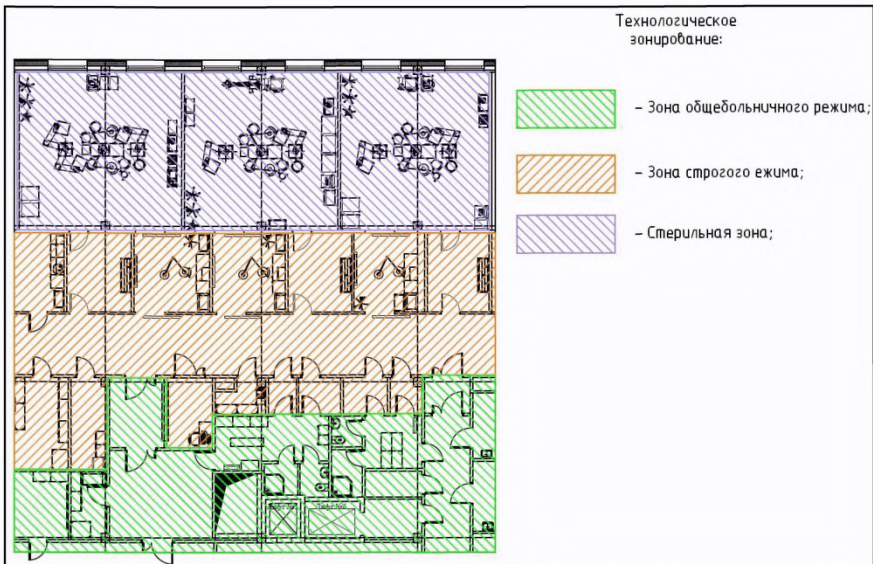 Технологическое
зонирование:
– Зона общебольничного режима;
– Зона строгого ежима;
– Стерильная зона;